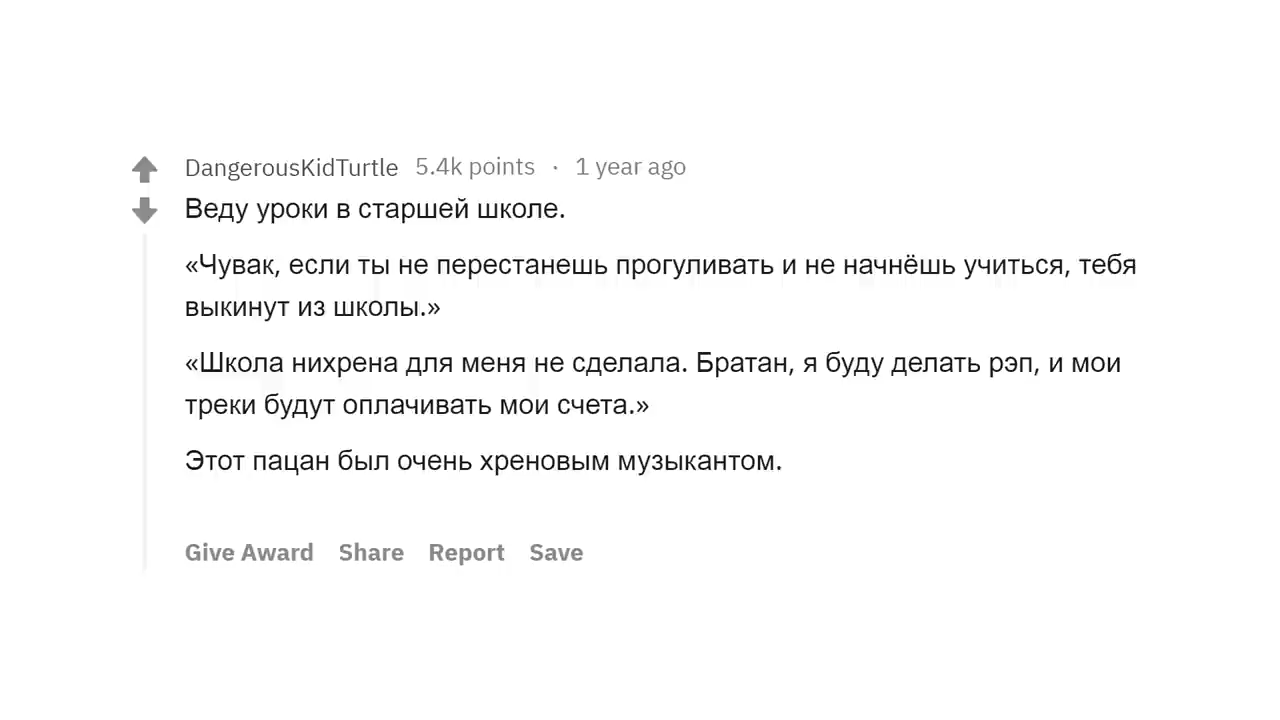 DangerousKidTurtle 5.4k points · 1 year ago
Веду уроки в старшей школе.
«Чувак, если ты не перестанешь прогуливать и не начнёшь учиться, тебя
выкинут из школы.»
«Школа нихрена для меня не сделала. Братан, я буду делать рэп, и мои
треки будут оплачивать мои счета.»
Этот пацан был очень хреновым музыкантом.
Give Award Share Report Save